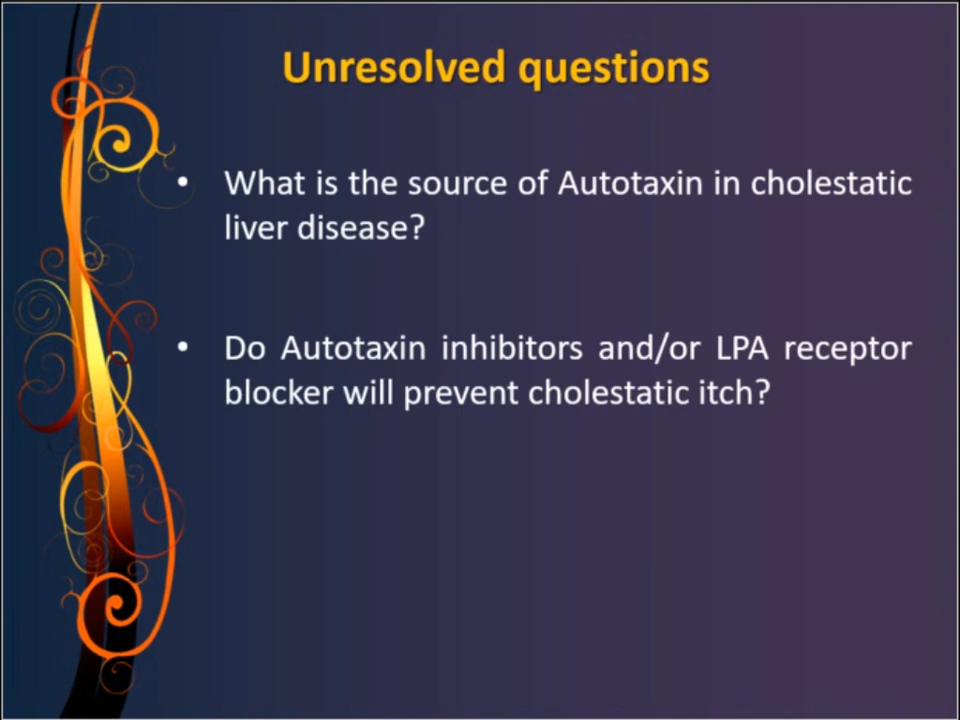 Unresolved questions
• What is the source of Autotaxin in cholestatic
liver disease?
• Do Autotaxin inhibitors and/or LPA receptor
blocker will prevent cholestatic itch?